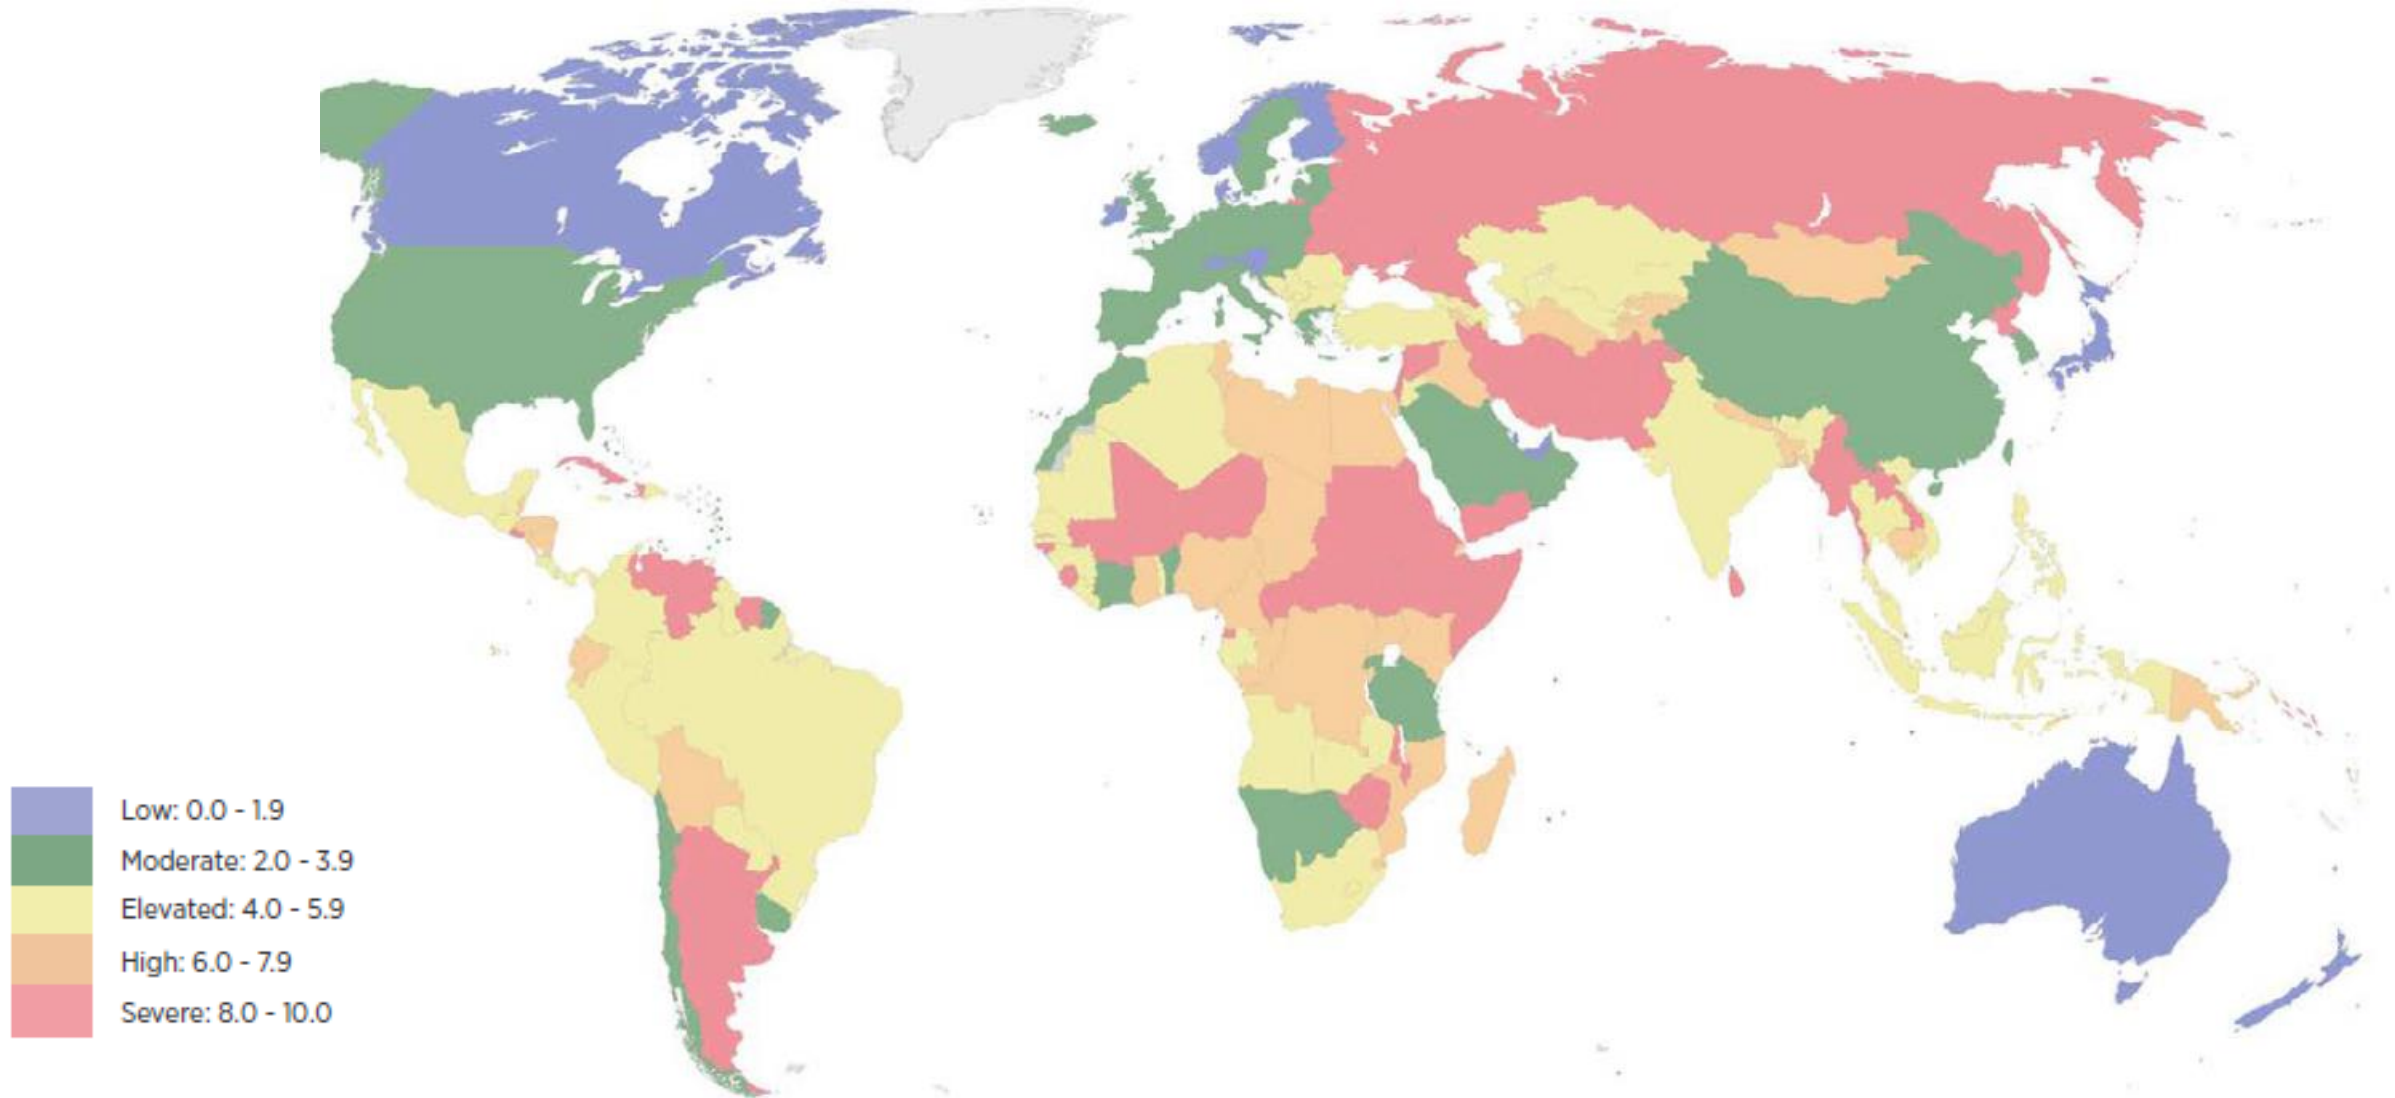 Low: 0.0 - 1.9
Moderate: 2.0 - 3.9
Elevated: 4.0 - 5.9
High: 6.0 - 7.9
Severe: 8.0 - 10.0